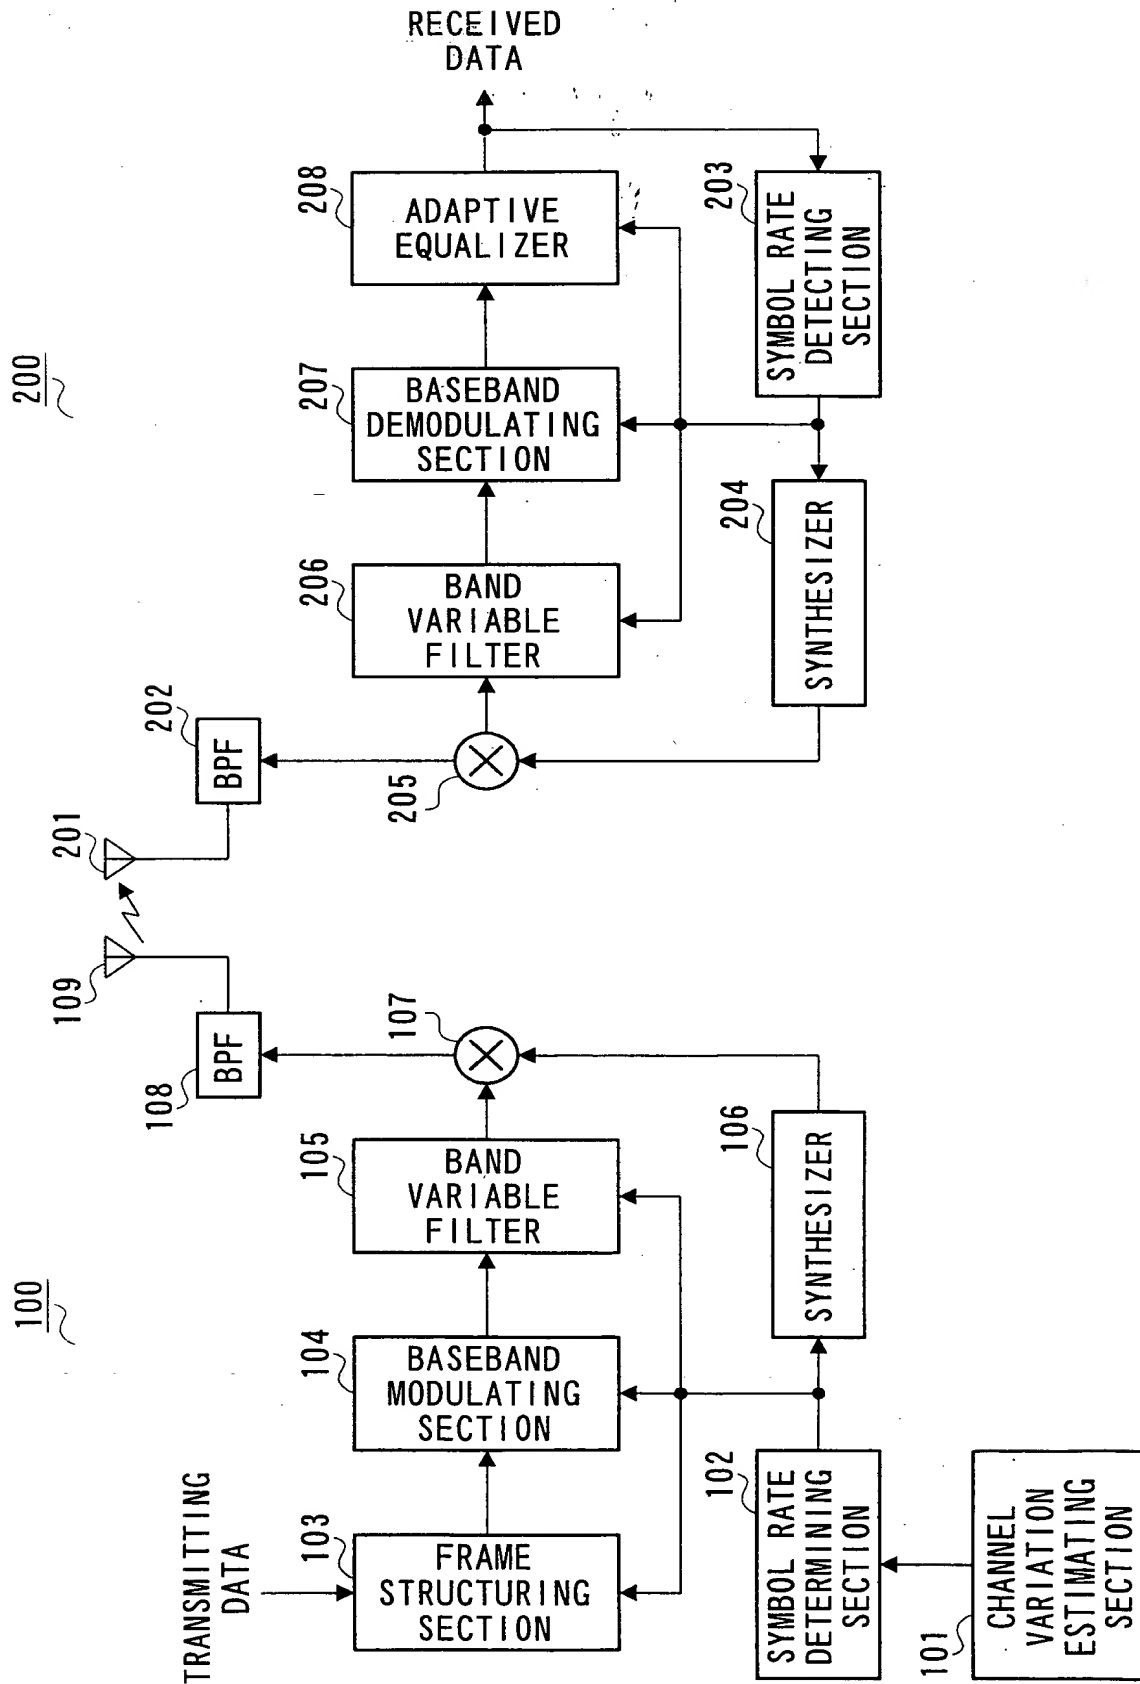 100
TRANSMITTING
DATA
103
FRAME
STRUCTURING
SECTION
104
BASEBAND
MODULATING
SECTION
105
BAND
VARIABLE
FILTER
107
108
BPF
109
101
CHANNEL
VARIATION
ESTIMATING
SECTION
102
SYMBOL RATE
DETERMINING
SECTION
106
SYNTHESIZER
200
201
202
BPF
205
206
BAND
VARIABLE
FILTER
207
BASEBAND
DEMODULATING
SECTION
208
ADAPTIVE
EQUALIZER
RECEIVED
DATA
204
SYNTHESIZER
203
SYMBOL RATE
DETECTING
SECTION